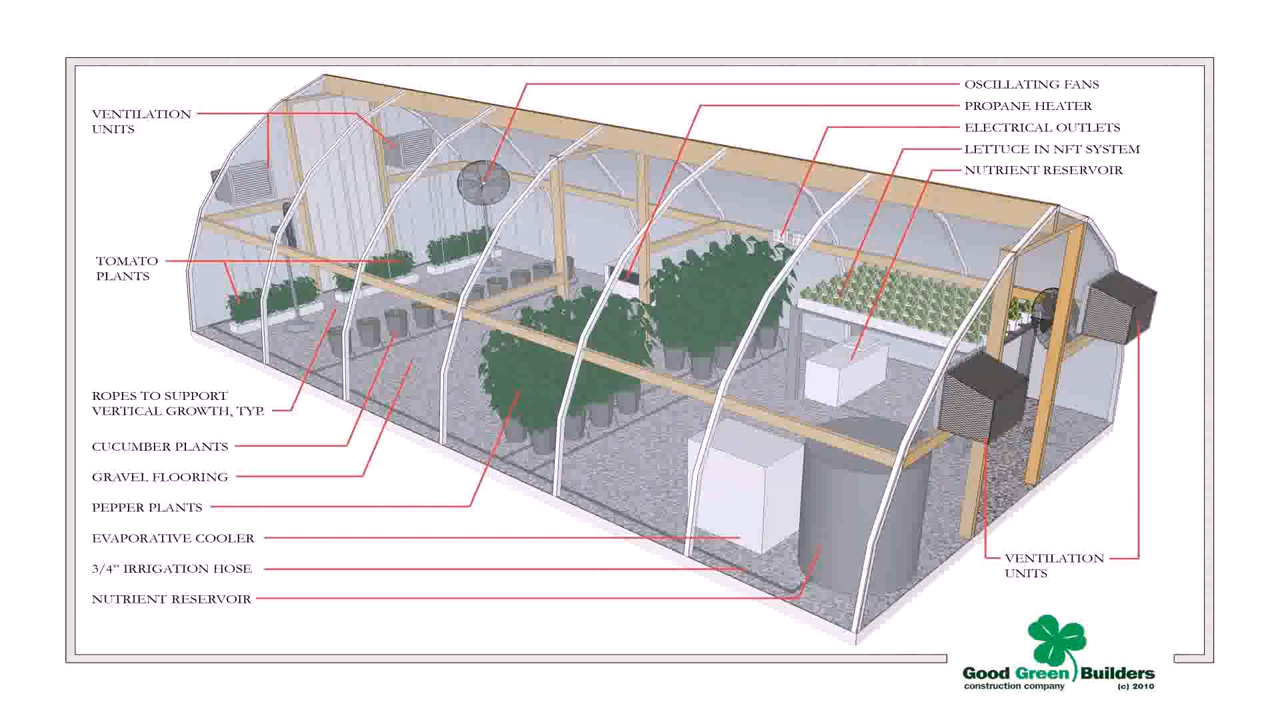 VENTILATION
UNITS
TOMATO
PLANTS
ROPES TO SUPPORT
VERTICAL GROWTH, TYP.
CUCUMBER PLANTS
GRAVEL FLOORING
PEPPER PLANTS
EVAPORATIVE COOLER
3/4” IRRIGATION HOSE
NUTRIENT RESERVOIR
OSCILLATING FANS
PROPANE HEATER
ELECTRICAL OUTLETS
LETTUCE IN NFT SYSTEM
NUTRIENT RESERVOIR
VENTILATION
UNITS
Good Green Builders
construction company (c) 2010